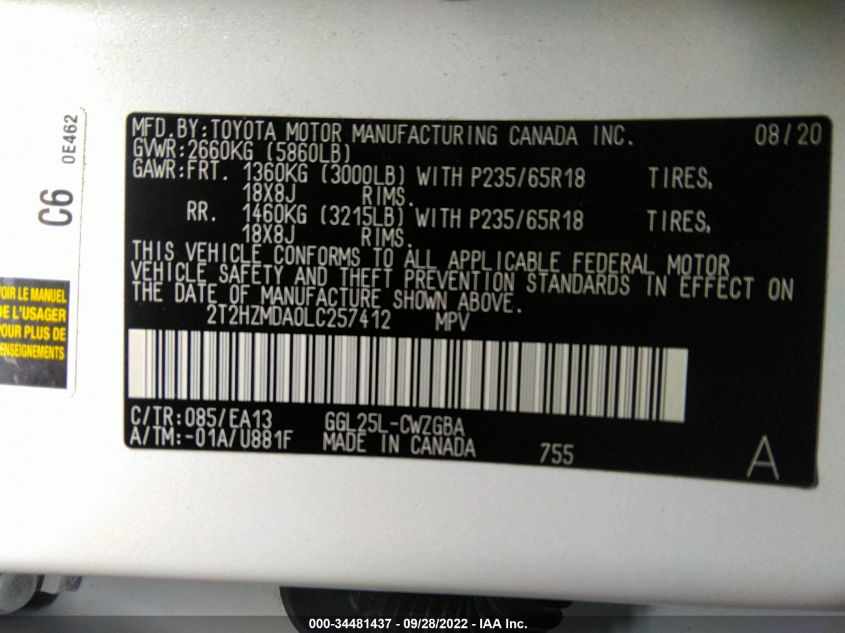 MFD.BY:TOYOTA MOTOR MANUFACTURING CANADA INC. 08/20
GVWR:2660KG (5860LB)
GAWR:FRT. 1360KG (3000LB) WITH P235/65R18 TIRES,
18X8J RIMS.
RR. 1460KG (3215LB) WITH P235/65R18 TIRES,
18X8J RIMS.
THIS VEHICLE CONFORMS TO ALL APPLICABLE FEDERAL MOTOR
VEHICLE SAFETY AND THEFT PREVENTION STANDARDS IN EFFECT ON
THE DATE OF MANUFACTURE SHOWN ABOVE.
2T2HZMDA0LC257412 MPV
C/TR:085/EA13 GGL25L-CWZGBA
A/TM:-01A/U881F MADE IN CANADA 755
A
C6 0E462
VOIR LE MANUEL
DE L'USAGER
POUR PLUS DE
RENSEIGNEMENTS
000-34481437 - 09/28/2022 - IAA Inc.